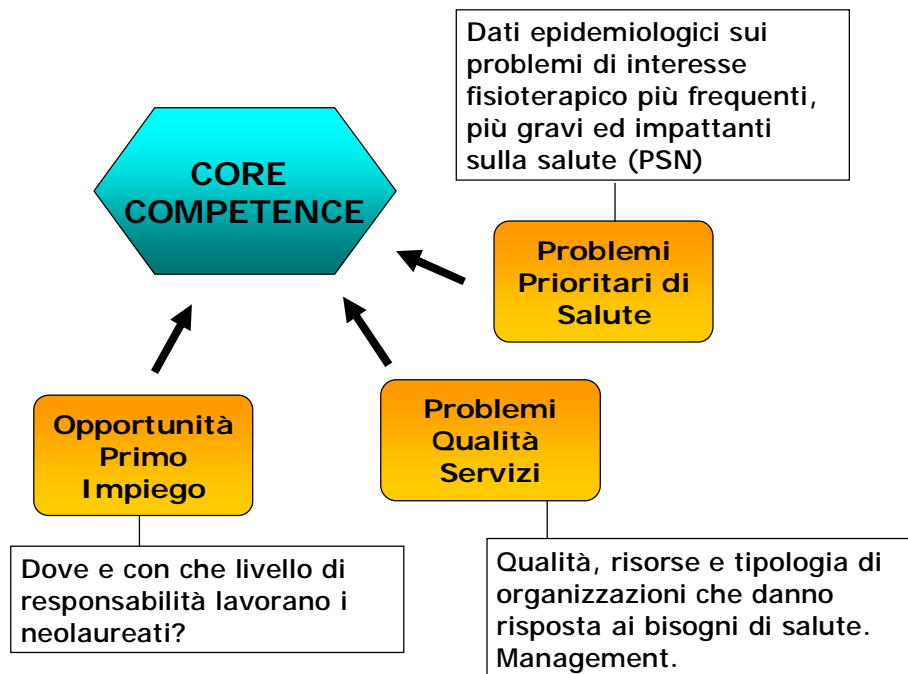 Dati epidemiologici sui
problemi di interesse
fisioterapico più frequenti,
più gravi ed impattanti
sulla salute (PSN)
CORE
COMPETENCE
Problemi
Prioritari di
Salute
Opportunità
Primo
Impiego
Problemi
Qualità
Servizi
Dove e con che livello di
responsabilità lavorano i
neolaureati?
Qualità, risorse e tipologia di
organizzazioni che danno
risposta ai bisogni di salute.
Management.